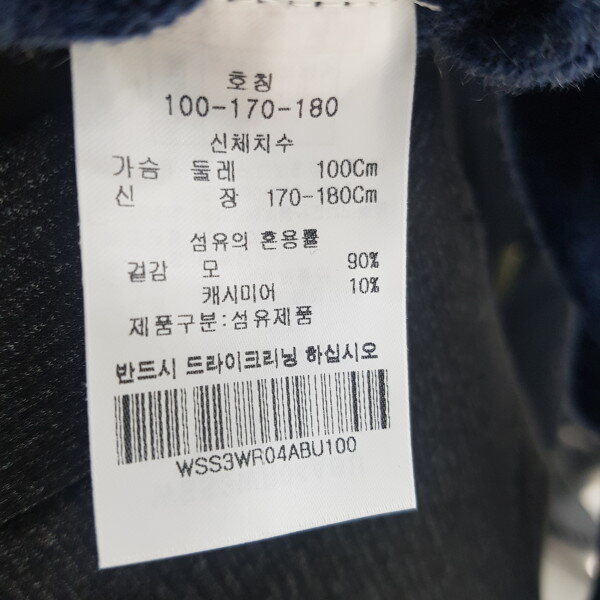 호칭
100-170-180
신체치수
가슴 둘레 100Cm
신 장 170-180Cm
섬유의 혼용률
겉감 모 90%
캐시미어 10%
제품구분:섬유제품
반드시 드라이크리닝 하십시오
WSS3WR04ABU100